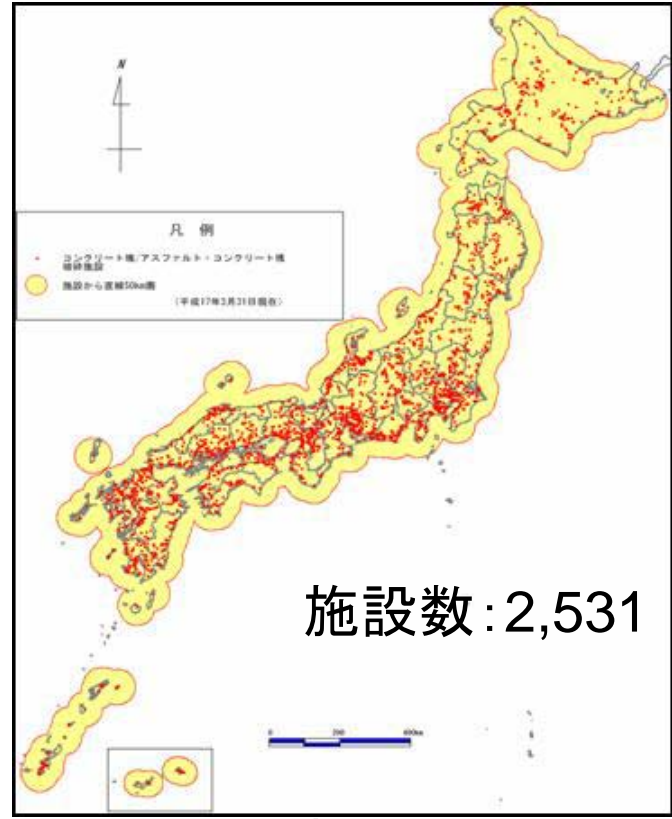 N
凡 例
コンクリート塊/アスファルト・コンクリート塊
破砕施設
施設から直線50km圏
(平成17年3月31日現在)
施設数:2,531
0 200 400km